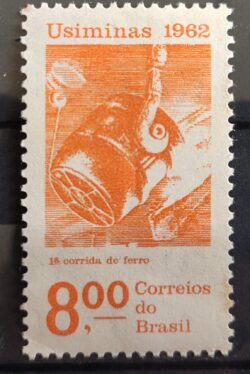 Usiminas 1962
1ª corrida de ferro
8,00 Correios
do
Brasil